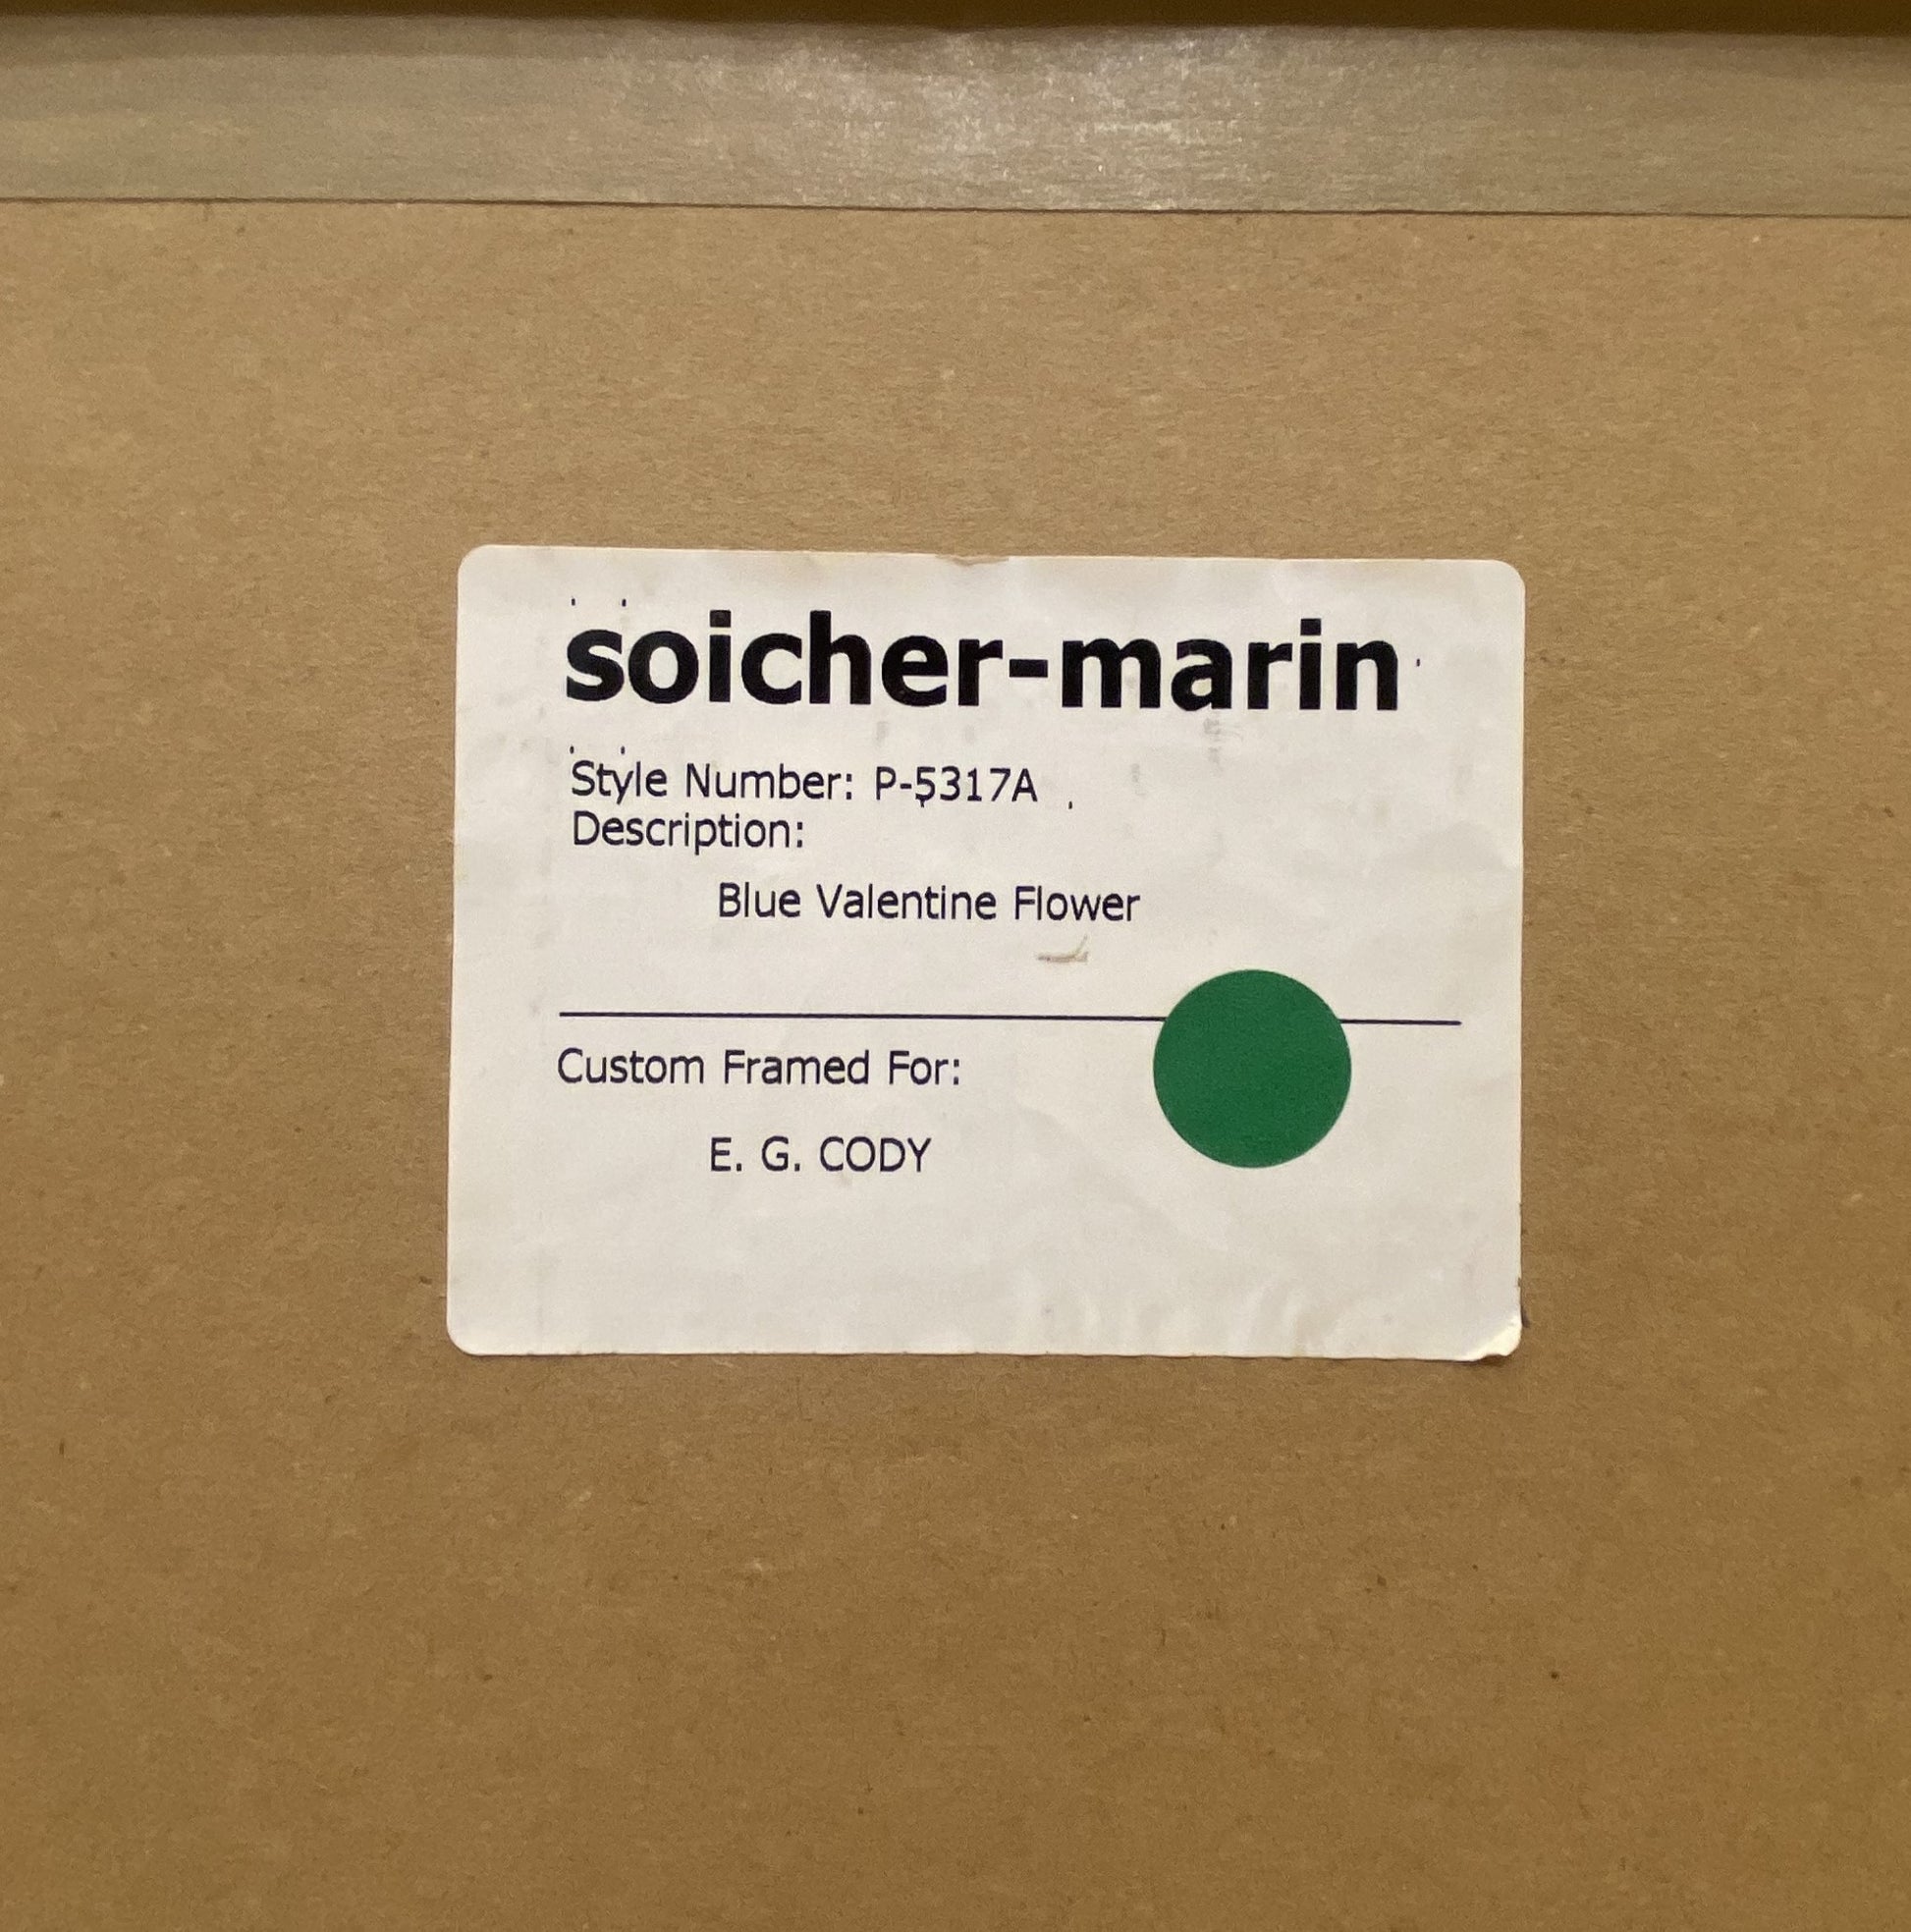 soicher-marin
Style Number: P-5317A
Description:
Blue Valentine Flower
Custom Framed For:
E. G. CODY